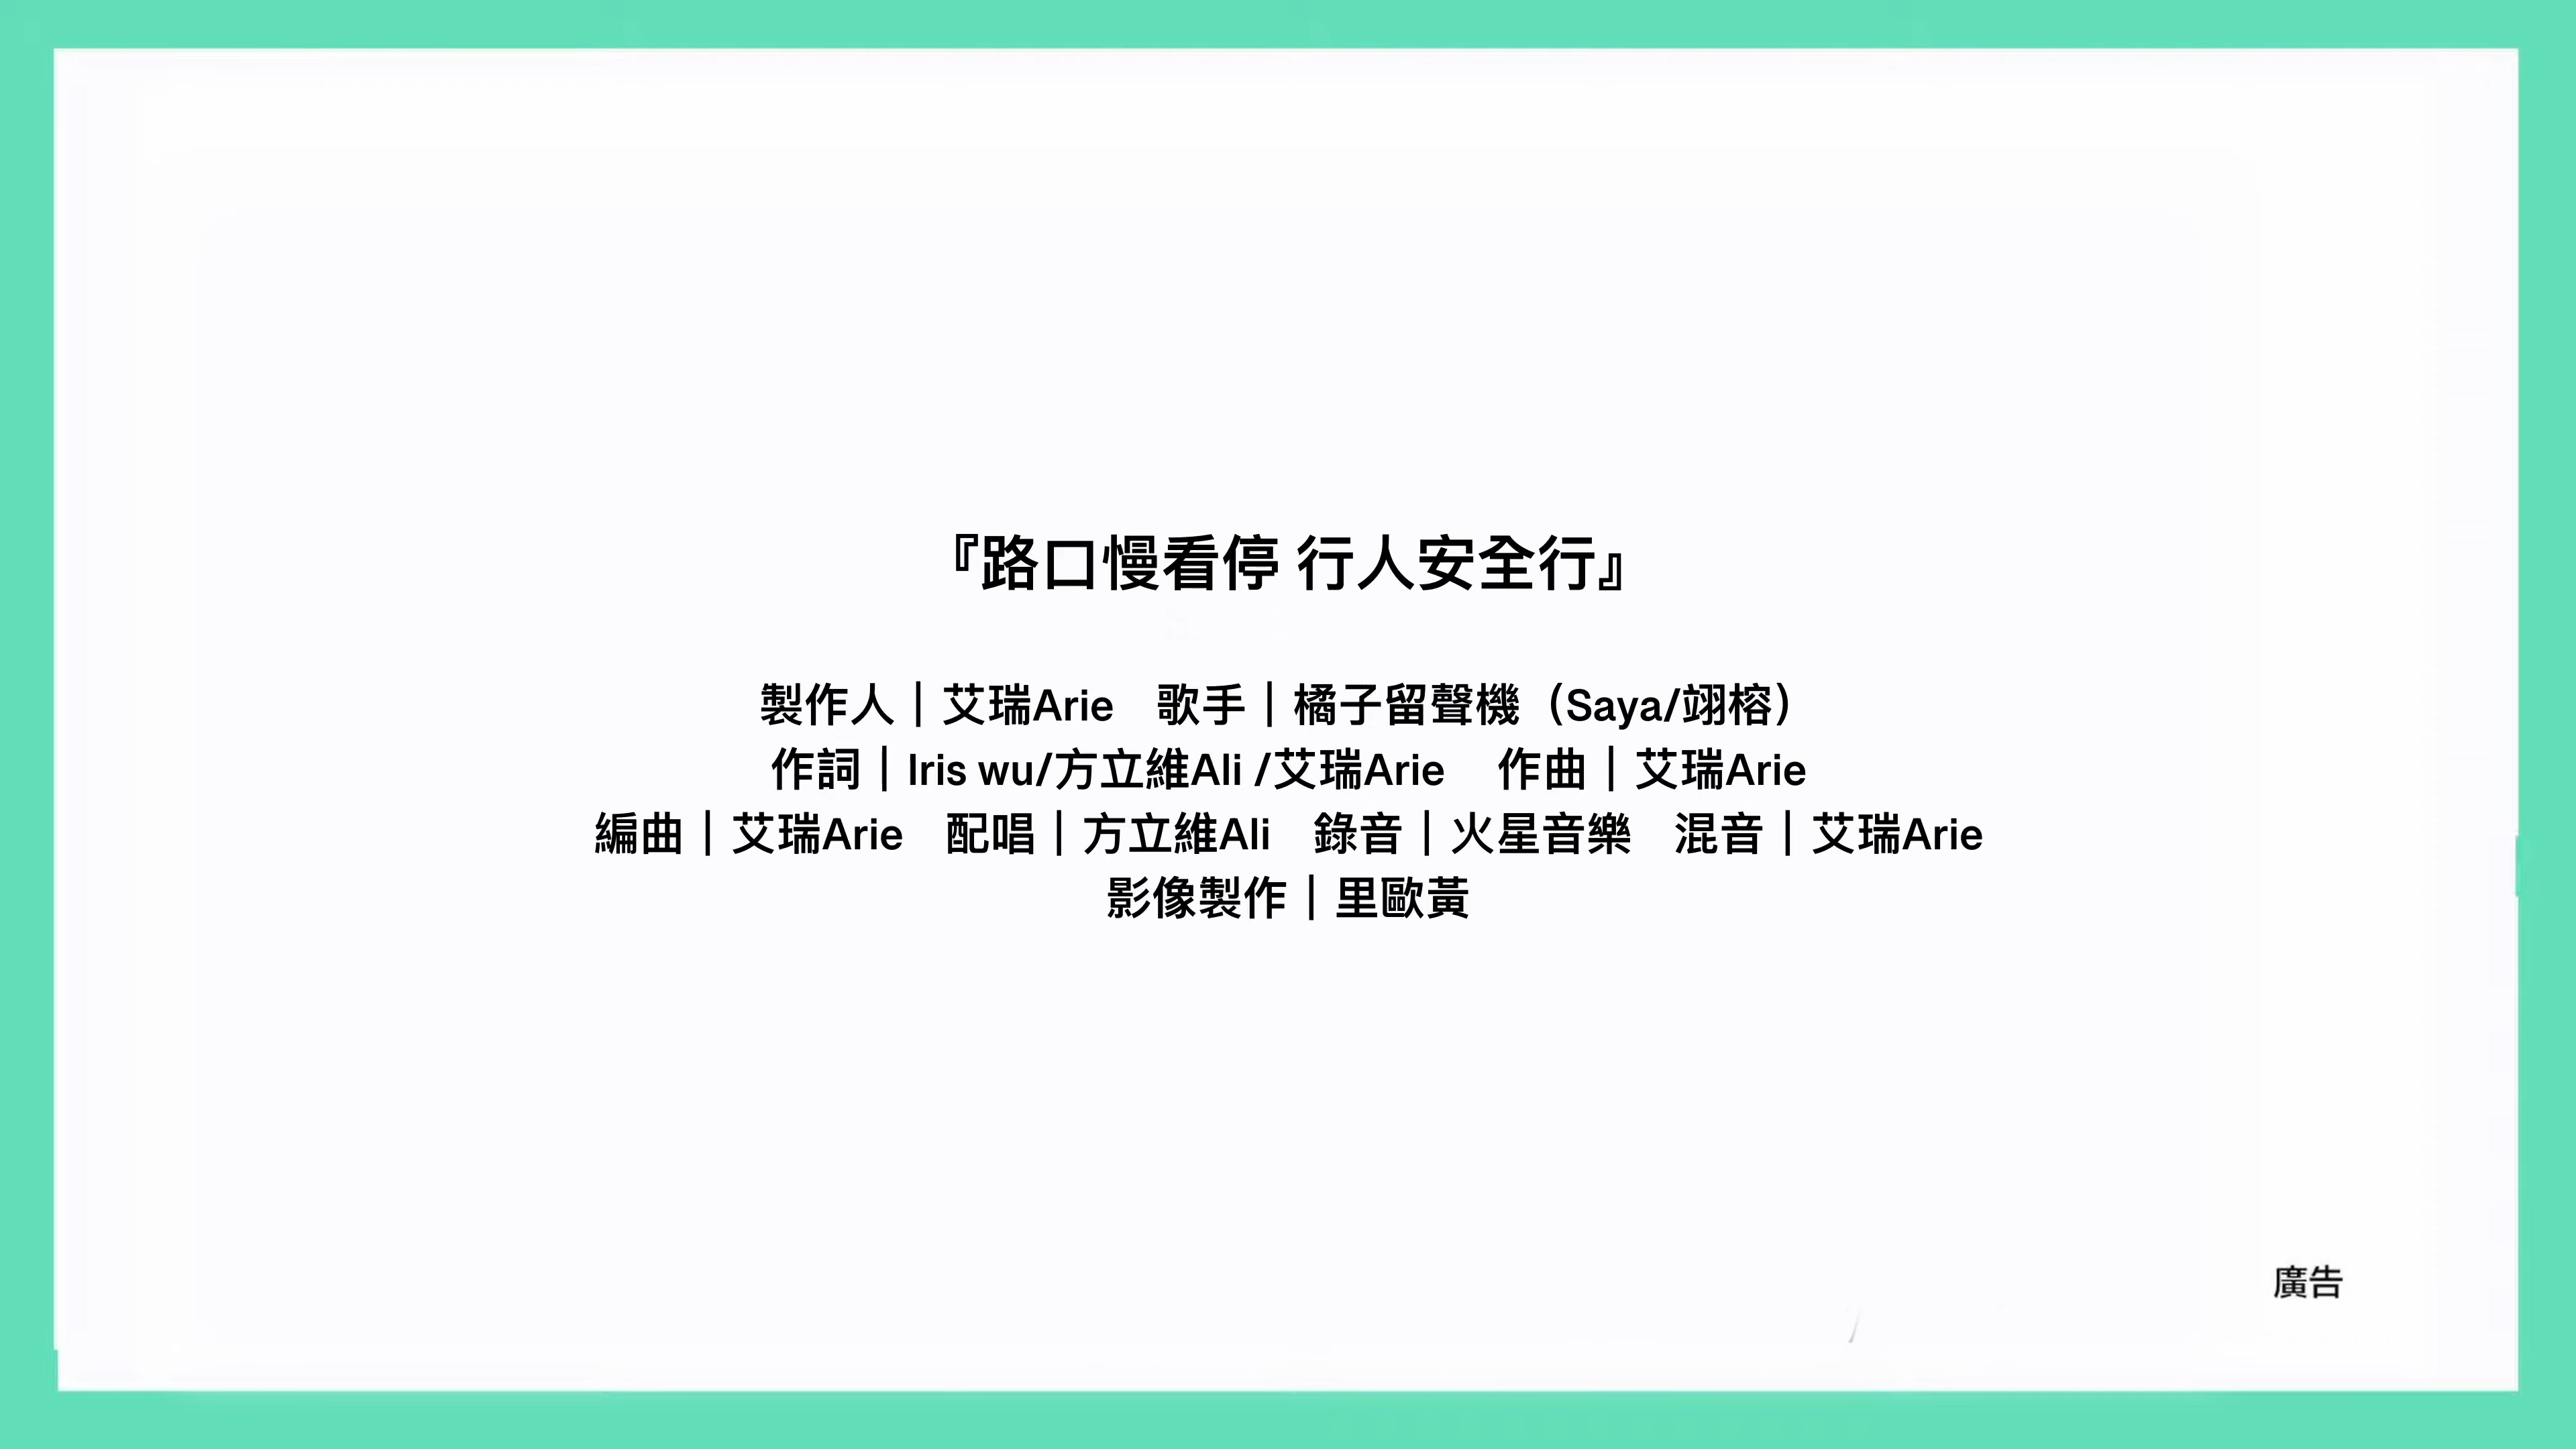 『路口慢看停 行人安全行』
製作人｜艾瑞Arie　歌手｜橘子留聲機（Saya/翊榕）
作詞｜Iris wu/方立維Ali /艾瑞Arie　作曲｜艾瑞Arie
編曲｜艾瑞Arie　配唱｜方立維Ali　錄音｜火星音樂　混音｜艾瑞Arie
影像製作｜里歐黃
廣告